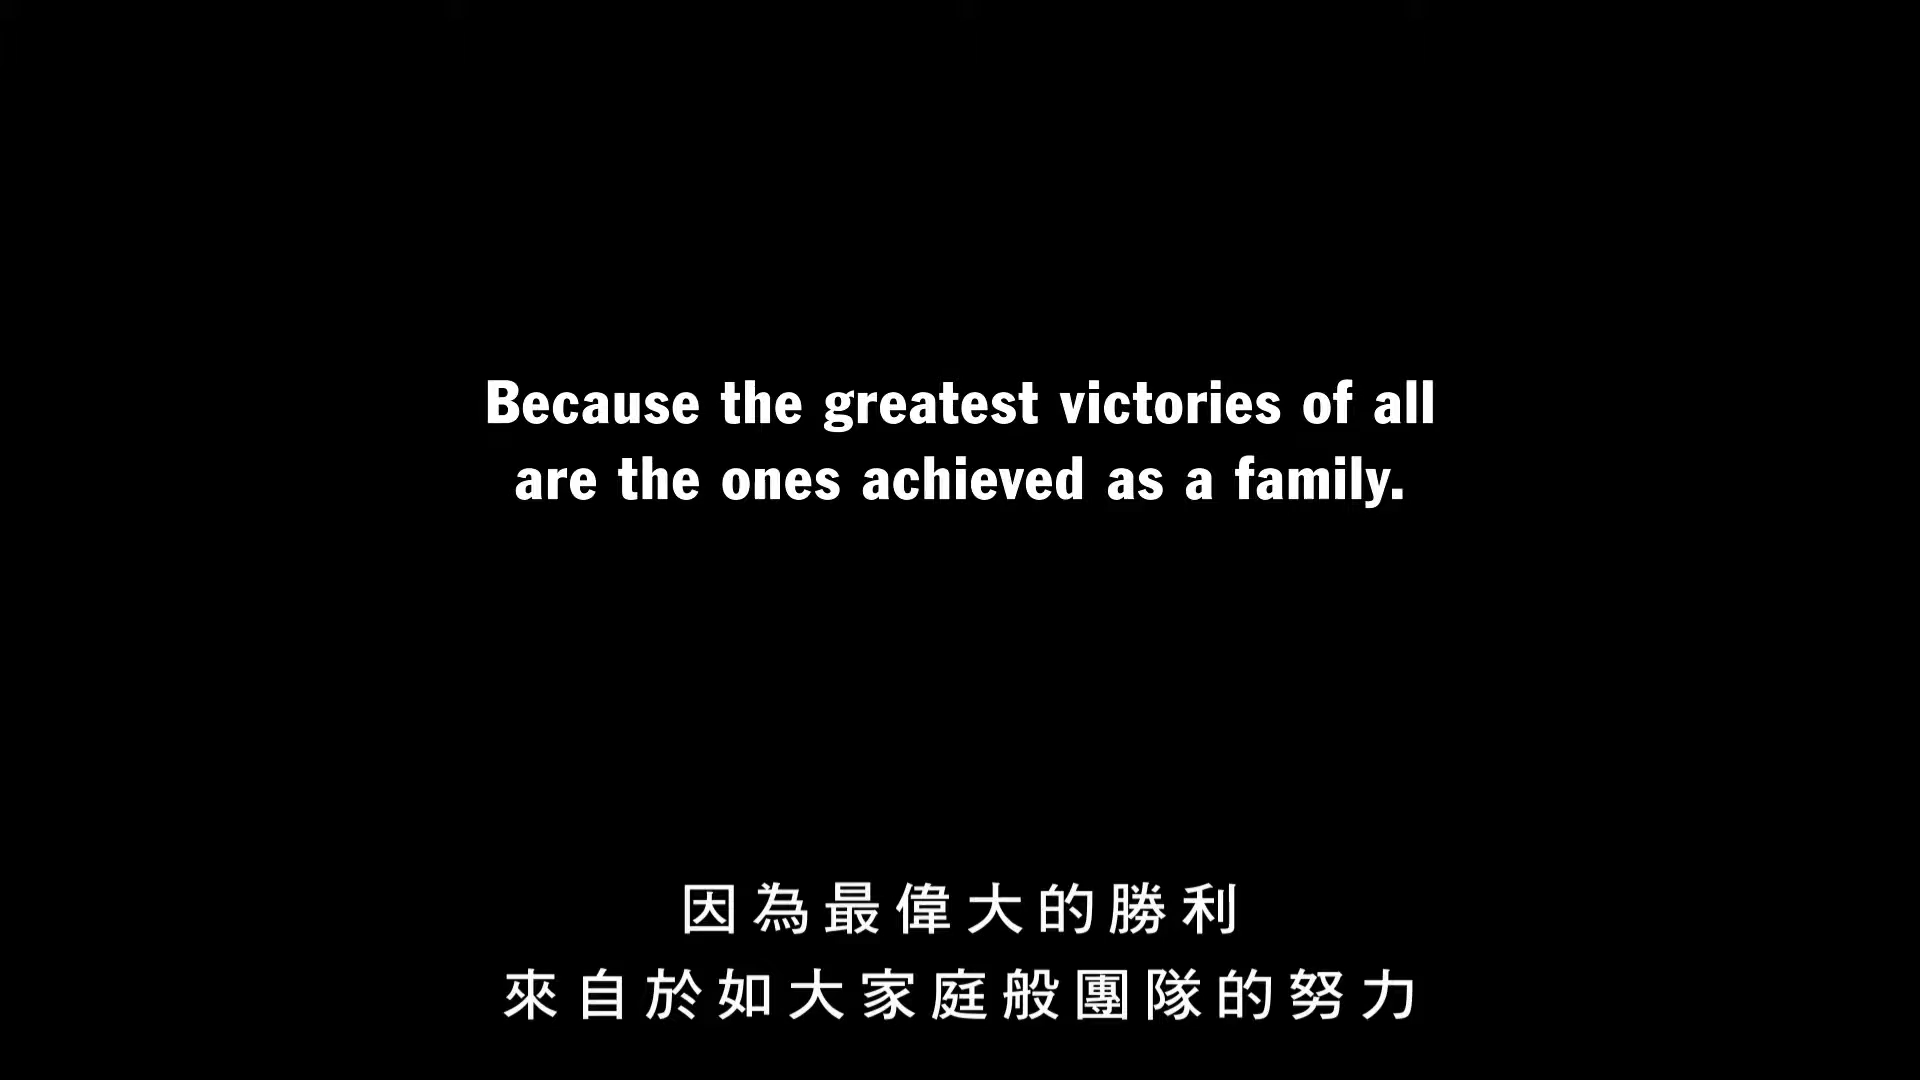 Because the greatest victories of all
are the ones achieved as a family.
因為最偉大的勝利
來自於如大家庭般團隊的努力